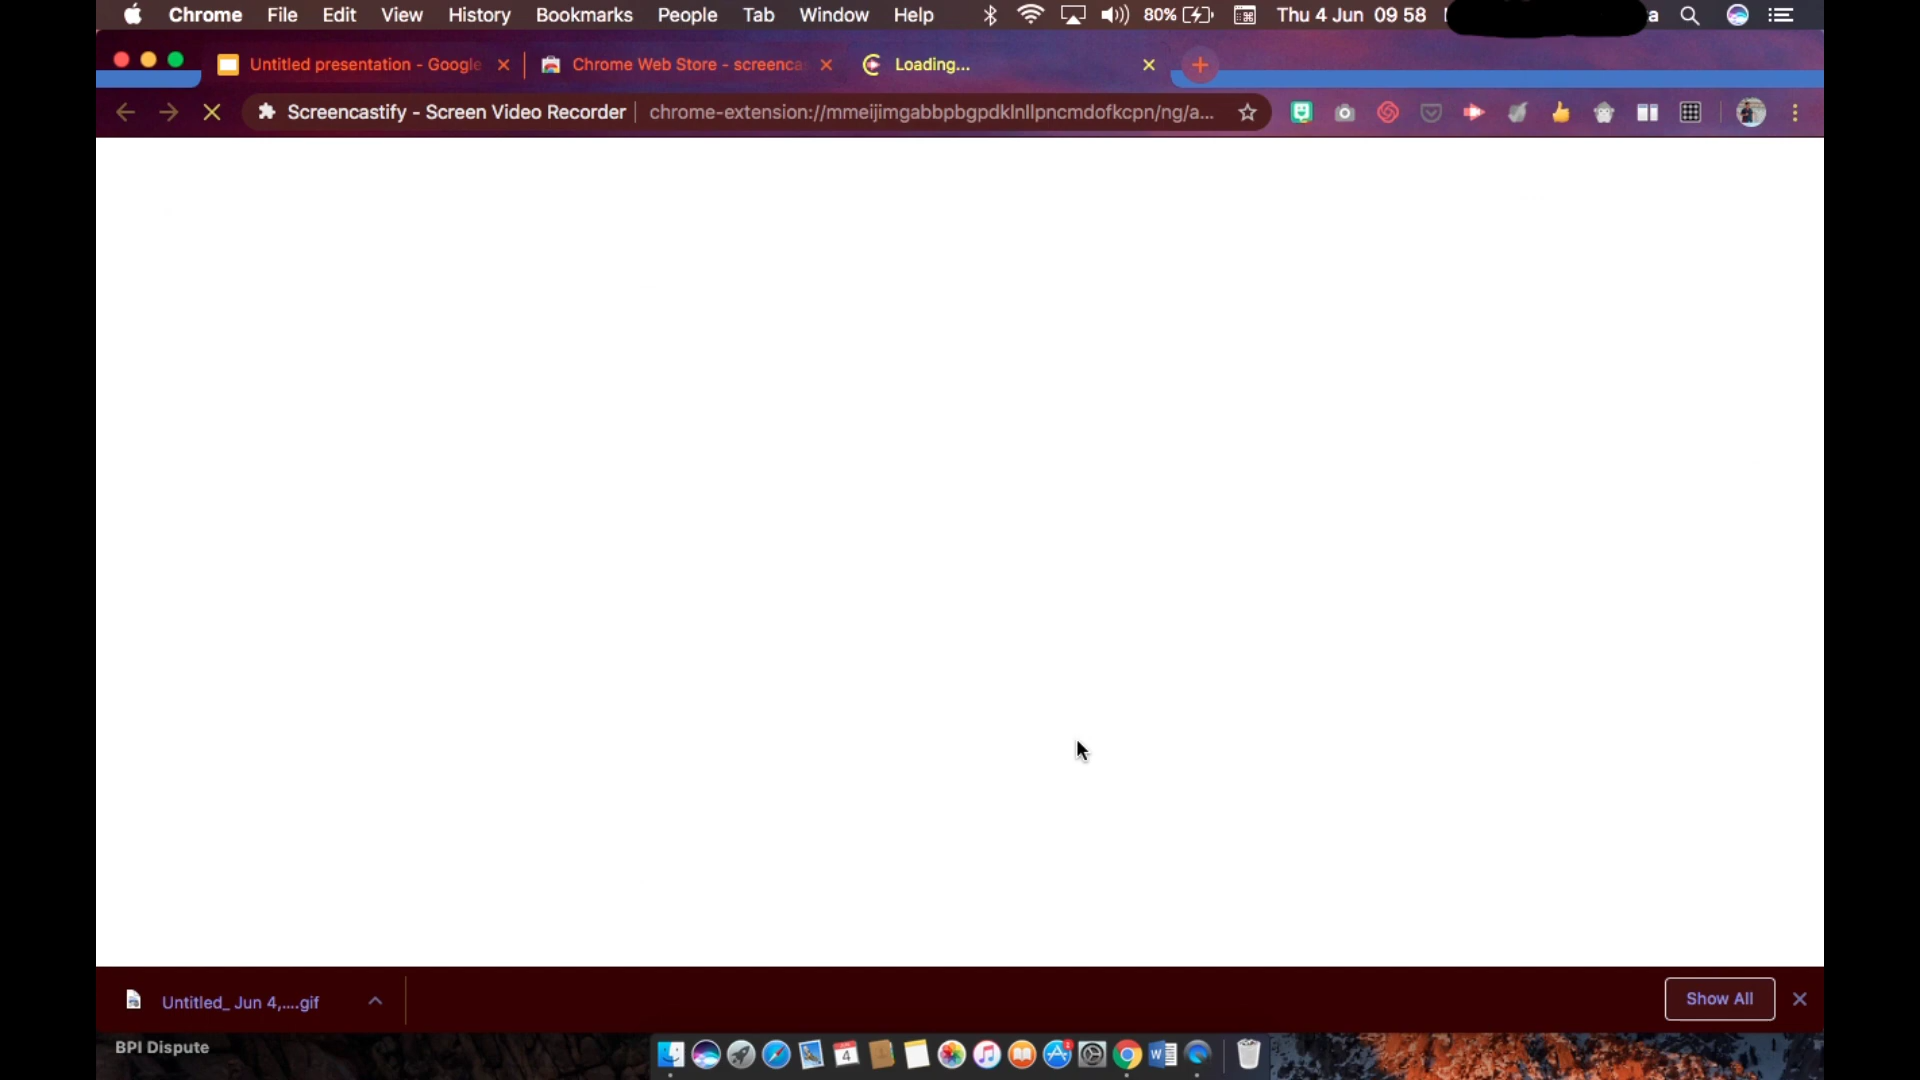 Chrome File Edit View History Bookmarks People Tab Window Help 80% Thu 4 Jun 09 58 a
Untitled presentation - Google
Chrome Web Store - screenca
Loading...
Screencastify - Screen Video Recorder chrome-extension://mmeijimgabbpbgpdklnllpncmdofkcpn/ng/a...
Untitled_ Jun 4,....gif
Show All
BPI Dispute
4
2
W